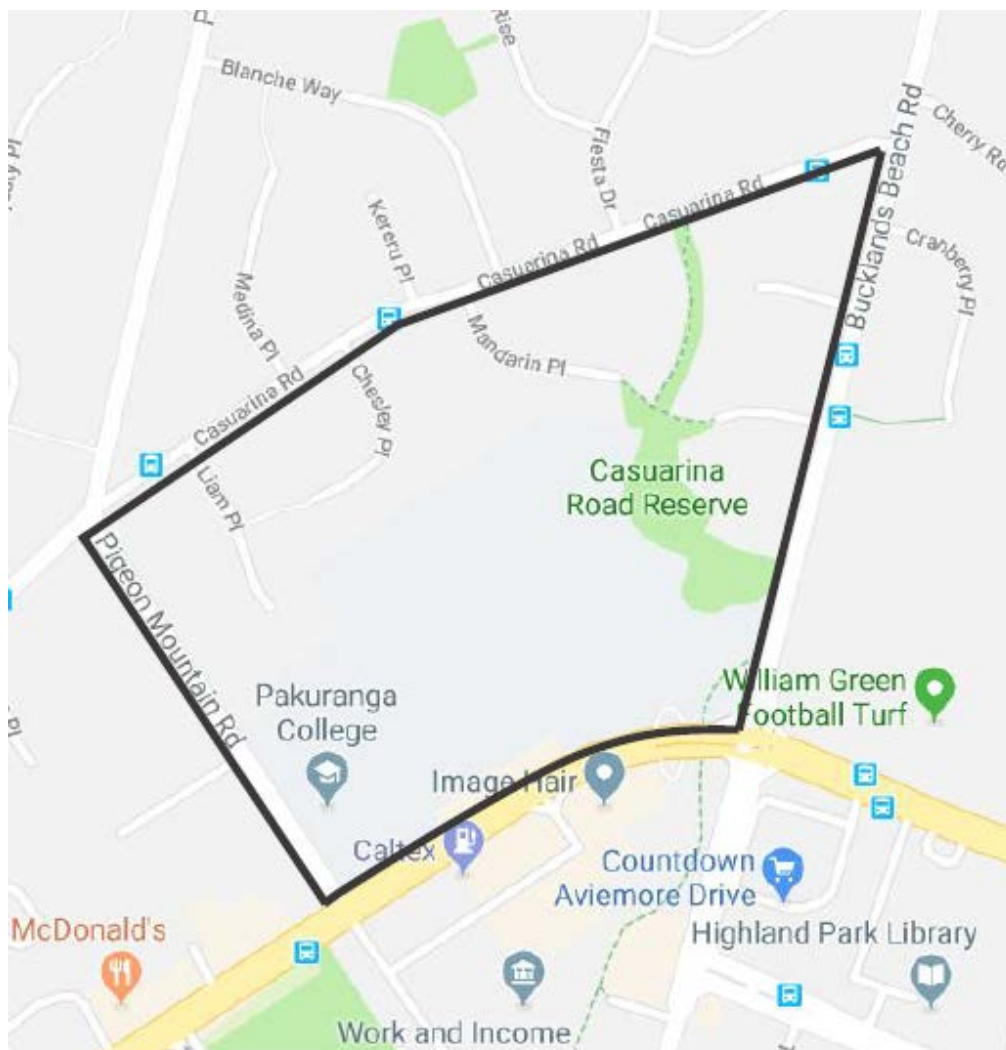 Rise
Blanche Way
Bucklands Beach Rd
Cherry Rd
Fiesta Dr
Casuarina Rd
Kereru Pl
Casuarina Rd
Cranberry Pl
Medina Pl
Mandarin Pl
Chesley Pl
Casuarina Rd
Liam Pl
Casuarina
Road Reserve
Pigeon Mountain Rd
William Green
Football Turf
Pakuranga
College
Image Hair
Caltex
Countdown
Aviemore Drive
McDonald's
Highland Park Library
Work and Income